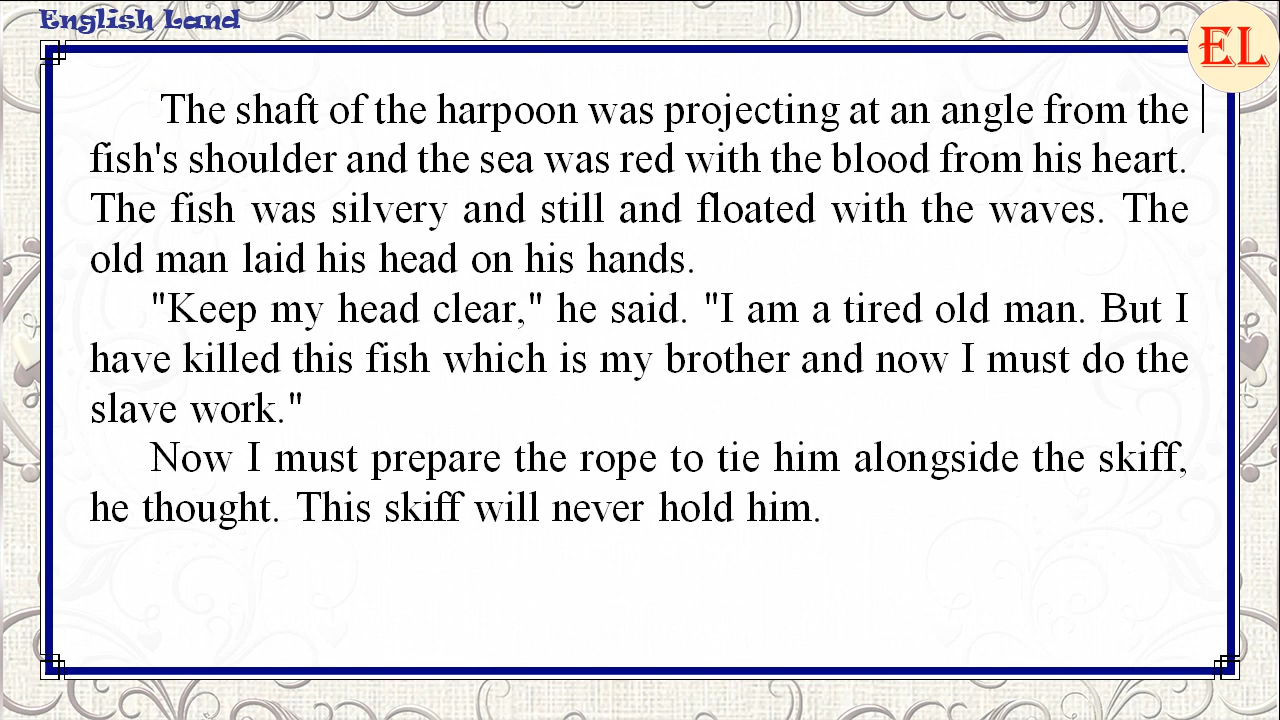 English Land
EL
The shaft of the harpoon was projecting at an angle from the
fish's shoulder and the sea was red with the blood from his heart.
The fish was silvery and still and floated with the waves. The
old man laid his head on his hands.
"Keep my head clear," he said. "I am a tired old man. But I
have killed this fish which is my brother and now I must do the
slave work."
Now I must prepare the rope to tie him alongside the skiff,
he thought. This skiff will never hold him.